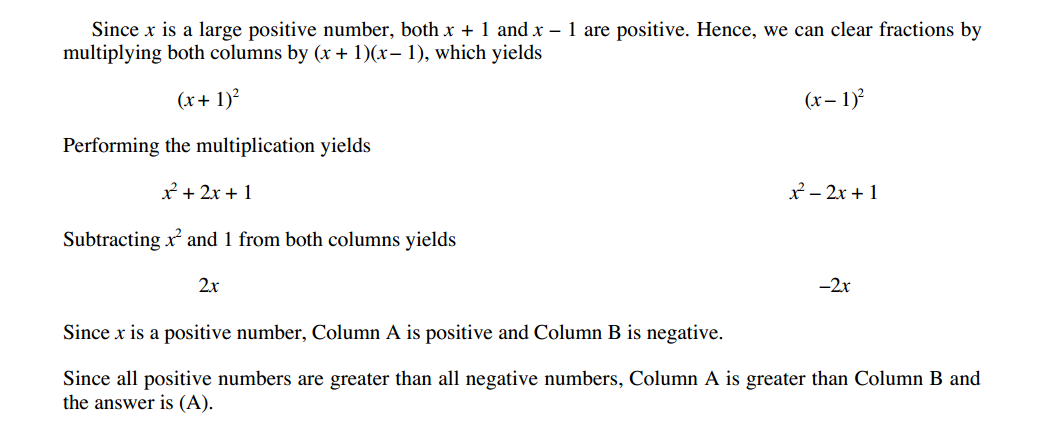 Since x is a large positive number, both x + 1 and x – 1 are positive. Hence, we can clear fractions by
multiplying both columns by (x + 1)(x – 1), which yields
(x + 1)² (x – 1)²
Performing the multiplication yields
x² + 2x + 1 x² – 2x + 1
Subtracting x² and 1 from both columns yields
2x –2x
Since x is a positive number, Column A is positive and Column B is negative.
Since all positive numbers are greater than all negative numbers, Column A is greater than Column B and
the answer is (A).